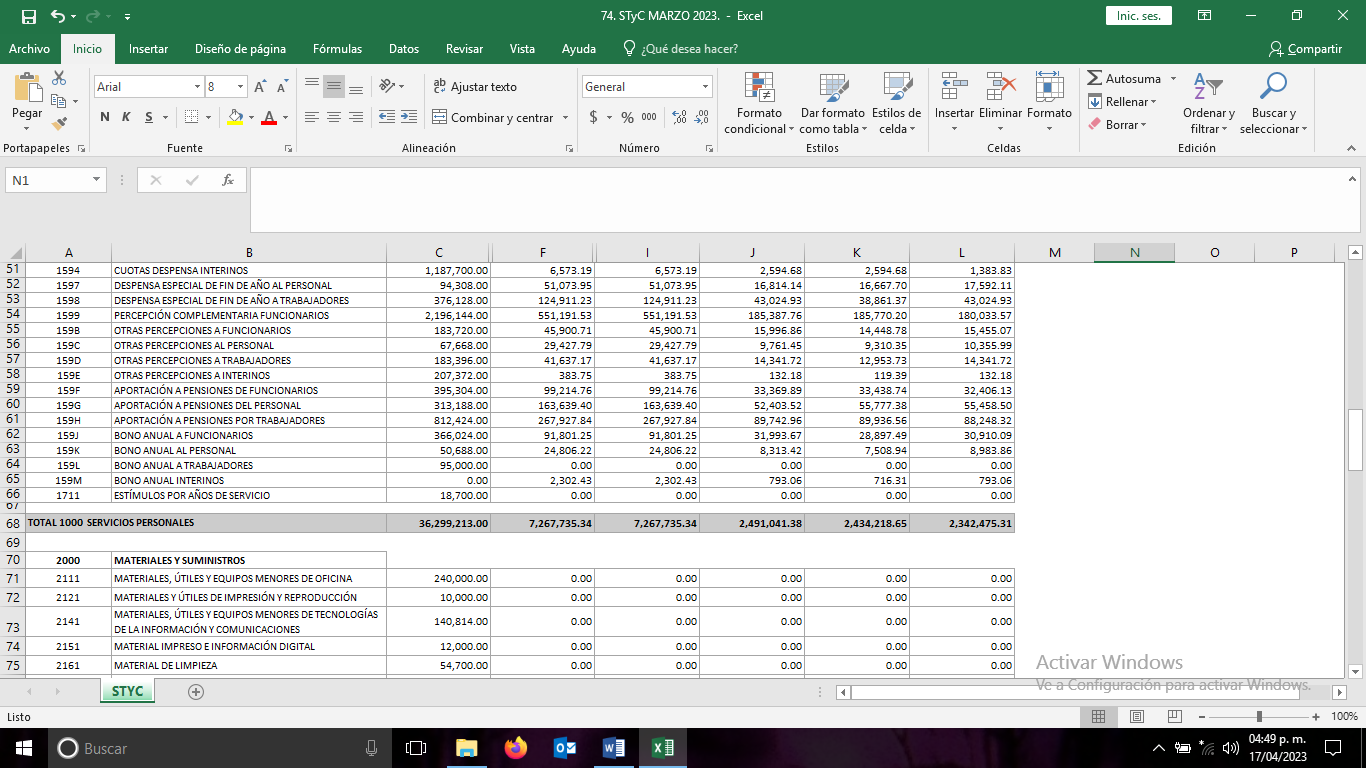 74. STyC MARZO 2023. - Excel
Inic. ses.
Archivo Inicio Insertar Diseño de página Fórmulas Datos Revisar Vista Ayuda ¿Qué desea hacer? Compartir
Pegar
Arial 8
N K S
Ajustar texto
Combinar y centrar
General
$ % 000
Formato condicional
Dar formato como tabla
Estilos de celda
Insertar Eliminar Formato
Autosuma
Rellenar
Borrar
Ordenar y filtrar
Buscar y seleccionar
Portapapeles Fuente Alineación Número Estilos Celdas Edición
N1 fx
A B C F I J K L M N O P
51 1594 CUOTAS DESPENSA INTERINOS 1,187,700.00 6,573.19 6,573.19 2,594.68 2,594.68 1,383.83
52 1597 DESPENSA ESPECIAL DE FIN DE AÑO AL PERSONAL 94,308.00 51,073.95 51,073.95 16,814.14 16,667.70 17,592.11
53 1598 DESPENSA ESPECIAL DE FIN DE AÑO A TRABAJADORES 376,128.00 124,911.23 124,911.23 43,024.93 38,861.37 43,024.93
54 1599 PERCEPCIÓN COMPLEMENTARIA FUNCIONARIOS 2,196,144.00 551,191.53 551,191.53 185,387.76 185,770.20 180,033.57
55 159B OTRAS PERCEPCIONES A FUNCIONARIOS 183,720.00 45,900.71 45,900.71 15,996.86 14,448.78 15,455.07
56 159C OTRAS PERCEPCIONES AL PERSONAL 67,668.00 29,427.79 29,427.79 9,761.45 9,310.35 10,355.99
57 159D OTRAS PERCEPCIONES A TRABAJADORES 183,396.00 41,637.17 41,637.17 14,341.72 12,953.73 14,341.72
58 159E OTRAS PERCEPCIONES A INTERINOS 207,372.00 383.75 383.75 132.18 119.39 132.18
59 159F APORTACIÓN A PENSIONES DE FUNCIONARIOS 395,304.00 99,214.76 99,214.76 33,369.89 33,438.74 32,406.13
60 159G APORTACIÓN A PENSIONES DEL PERSONAL 313,188.00 163,639.40 163,639.40 52,403.52 55,777.38 55,458.50
61 159H APORTACIÓN A PENSIONES POR TRABAJADORES 812,424.00 267,927.84 267,927.84 89,742.96 89,936.56 88,248.32
62 159J BONO ANUAL A FUNCIONARIOS 366,024.00 91,801.25 91,801.25 31,993.67 28,897.49 30,910.09
63 159K BONO ANUAL AL PERSONAL 50,688.00 24,806.22 24,806.22 8,313.42 7,508.94 8,983.86
64 159L BONO ANUAL A TRABAJADORES 95,000.00 0.00 0.00 0.00 0.00 0.00
65 159M BONO ANUAL INTERINOS 0.00 2,302.43 2,302.43 793.06 716.31 793.06
66 1711 ESTÍMULOS POR AÑOS DE SERVICIO 18,700.00 0.00 0.00 0.00 0.00 0.00
67
68 TOTAL 1000 SERVICIOS PERSONALES 36,299,213.00 7,267,735.34 7,267,735.34 2,491,041.38 2,434,218.65 2,342,475.31
69
70 2000 MATERIALES Y SUMINISTROS
71 2111 MATERIALES, ÚTILES Y EQUIPOS MENORES DE OFICINA 240,000.00 0.00 0.00 0.00 0.00 0.00
72 2121 MATERIALES Y ÚTILES DE IMPRESIÓN Y REPRODUCCIÓN 10,000.00 0.00 0.00 0.00 0.00 0.00
MATERIALES, ÚTILES Y EQUIPOS MENORES DE TECNOLOGÍAS
73 2141 DE LA INFORMACIÓN Y COMUNICACIONES 140,814.00 0.00 0.00 0.00 0.00 0.00
74 2151 MATERIAL IMPRESO E INFORMACIÓN DIGITAL 12,000.00 0.00 0.00 0.00 0.00 0.00
75 2161 MATERIAL DE LIMPIEZA 54,700.00 0.00 0.00 0.00 0.00 0.00
Activar Windows
Ve a Configuración para activar Windows.
STYC
Listo 100%
Buscar
04:49 p. m.
17/04/2023